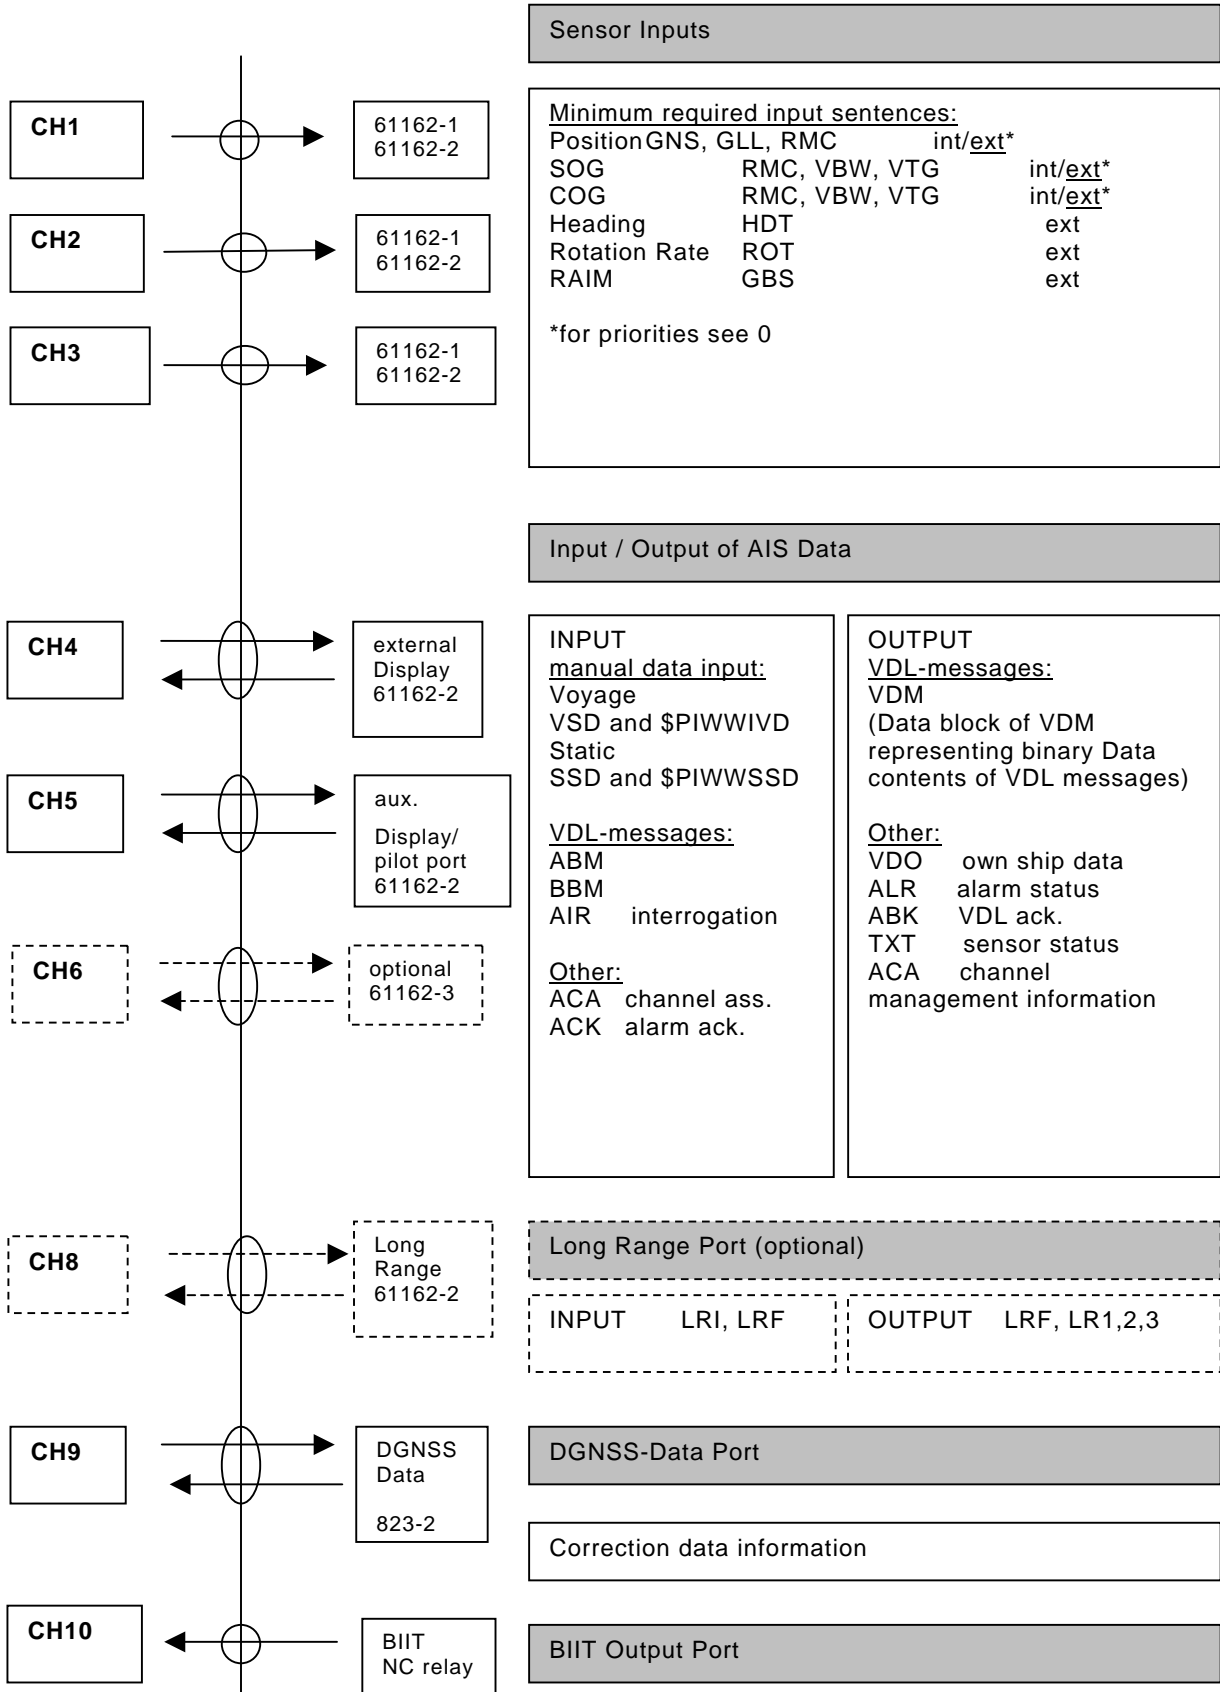 Sensor Inputs
CH1
61162-1
61162-2
Minimum required input sentences:
Position GNS, GLL, RMC int/ext*
SOG RMC, VBW, VTG int/ext*
COG RMC, VBW, VTG int/ext*
Heading HDT ext
Rotation Rate ROT ext
RAIM GBS ext
*for priorities see 0
CH2
61162-1
61162-2
CH3
61162-1
61162-2
Input / Output of AIS Data
CH4
external
Display
61162-2
CH5
aux.
Display/
pilot port
61162-2
CH6
optional
61162-3
INPUT
manual data input:
Voyage
VSD and $PIWWIVD
Static
SSD and $PIWWSSD
VDL-messages:
ABM
BBM
AIR interrogation
Other:
ACA channel ass.
ACK alarm ack.
OUTPUT
VDL-messages:
VDM
(Data block of VDM
representing binary Data
contents of VDL messages)
Other:
VDO own ship data
ALR alarm status
ABK VDL ack.
TXT sensor status
ACA channel
management information
CH8
Long
Range
61162-2
Long Range Port (optional)
INPUT LRI, LRF
OUTPUT LRF, LR1,2,3
CH9
DGNSS
Data
823-2
DGNSS-Data Port
Correction data information
CH10
BIIT
NC relay
BIIT Output Port